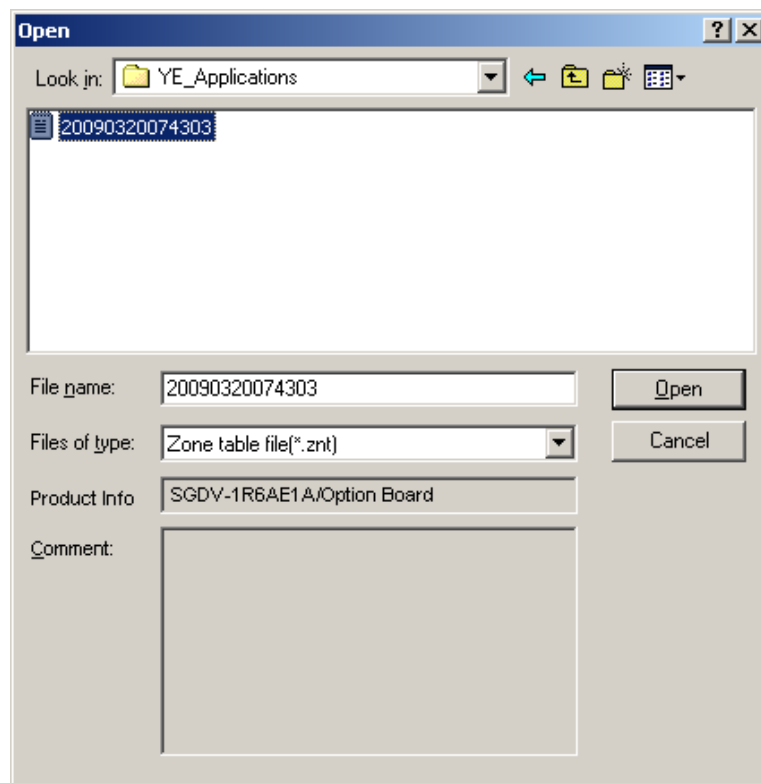 Open
Look in: YE_Applications
20090320074303
File name: 20090320074303 Open
Files of type: Zone table file(*.znt) Cancel
Product Info SGDV-1R6AE1A/Option Board
Comment: